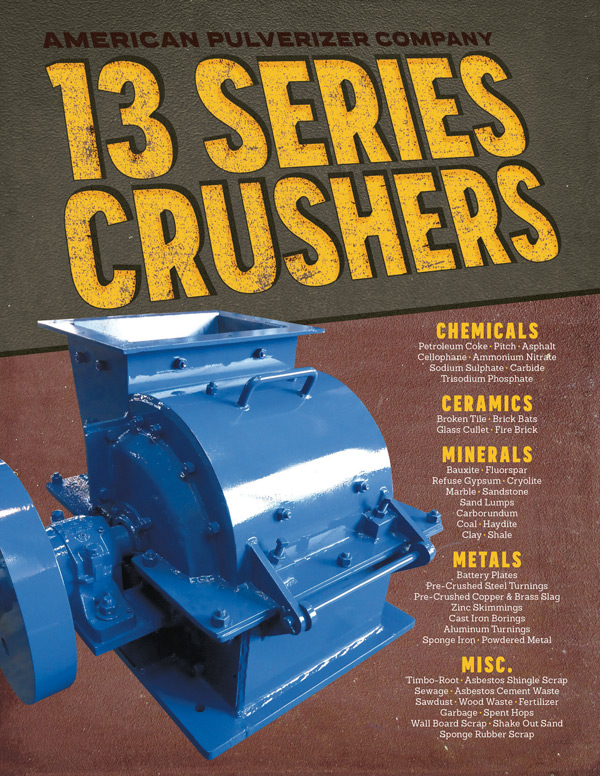 AMERICAN PULVERIZER COMPANY
13 SERIES
CRUSHERS
CHEMICALS
Petroleum Coke · Pitch · Asphalt
Cellophane · Ammonium Nitrate
Sodium Sulphate · Carbide
Trisodium Phosphate
CERAMICS
Broken Tile · Brick Bats
Glass Cullet · Fire Brick
MINERALS
Bauxite · Fluorspar
Refuse Gypsum · Cryolite
Marble · Sandstone
Sand Lumps
Carborundum
Coal · Haydite
Clay · Shale
METALS
Battery Plates
Pre-Crushed Steel Turnings
Pre-Crushed Copper & Brass Slag
Zinc Skimmings
Cast Iron Borings
Aluminum Turnings
Sponge Iron · Powdered Metal
MISC.
Timbo-Root · Asbestos Shingle Scrap
Sewage · Asbestos Cement Waste
Sawdust · Wood Waste · Fertilizer
Garbage · Spent Hops
Wall Board Scrap · Shake Out Sand
Sponge Rubber Scrap